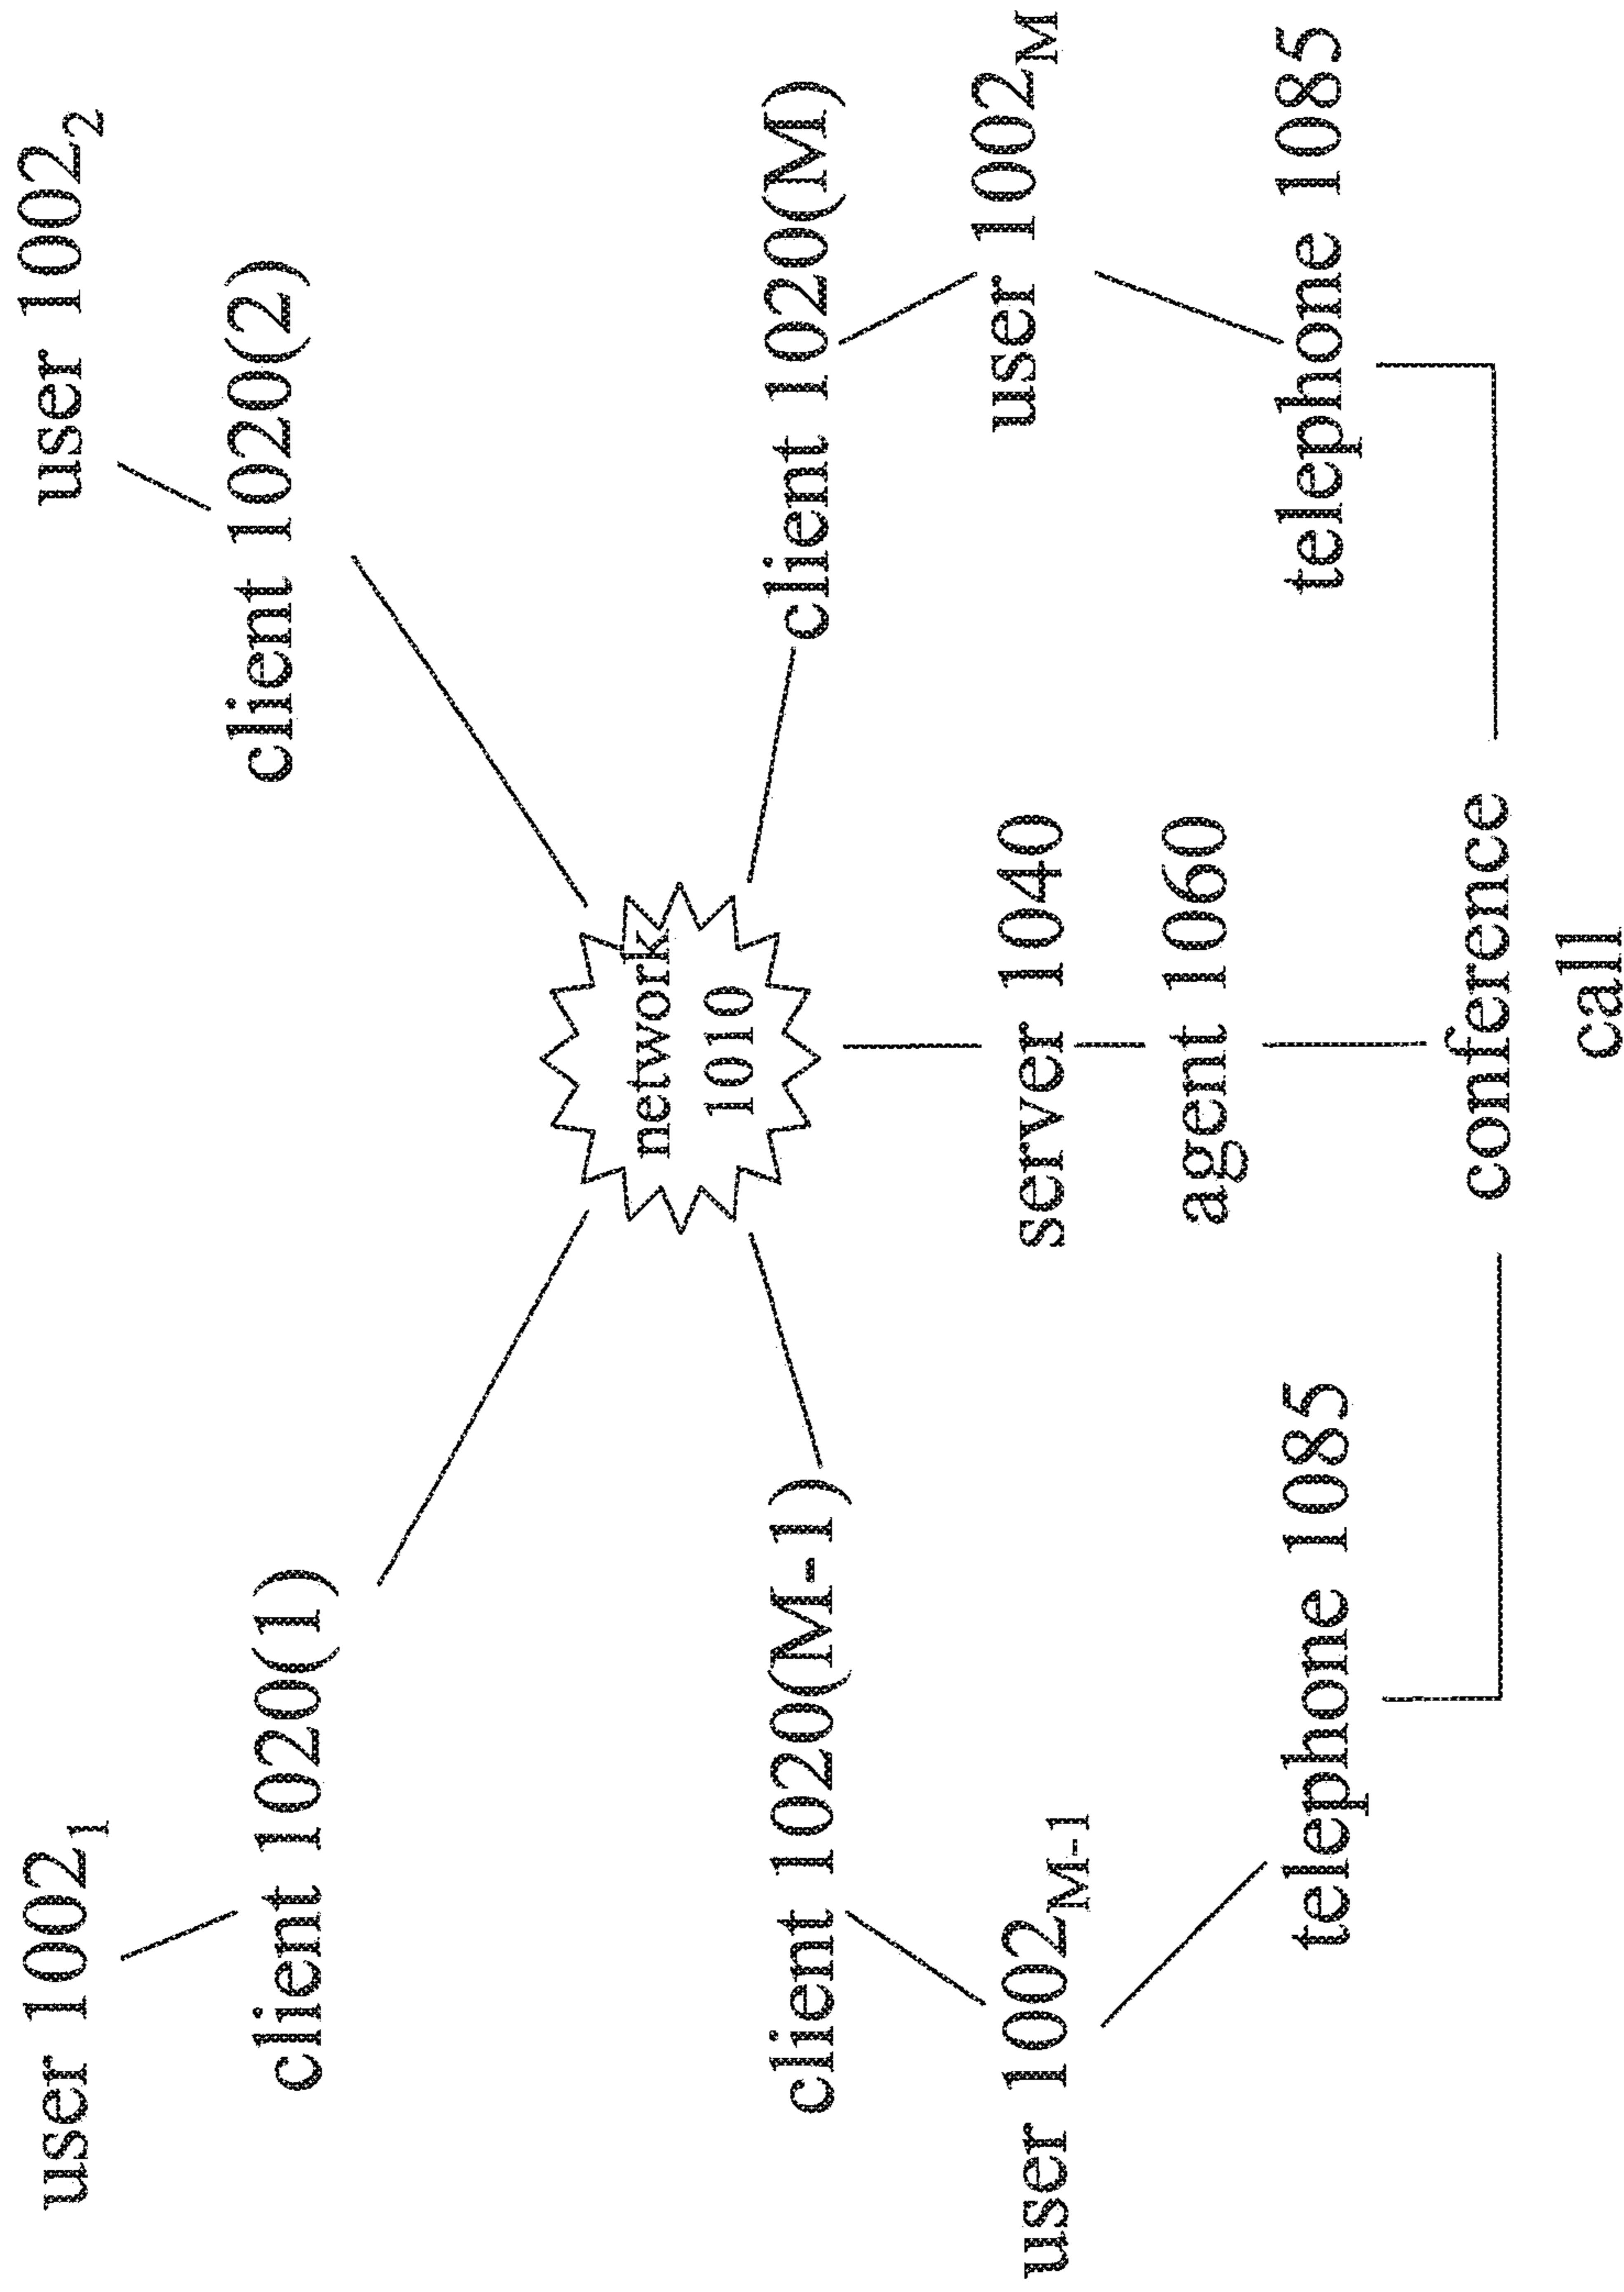 user 1002₁
user 1002₂
client 1020(1)
client 1020(2)
network
1010
client 1020(M-1)
client 1020(M)
user 1002M-1
server 1040
user 1002M
agent 1060
telephone 1085
telephone 1085
conference
call